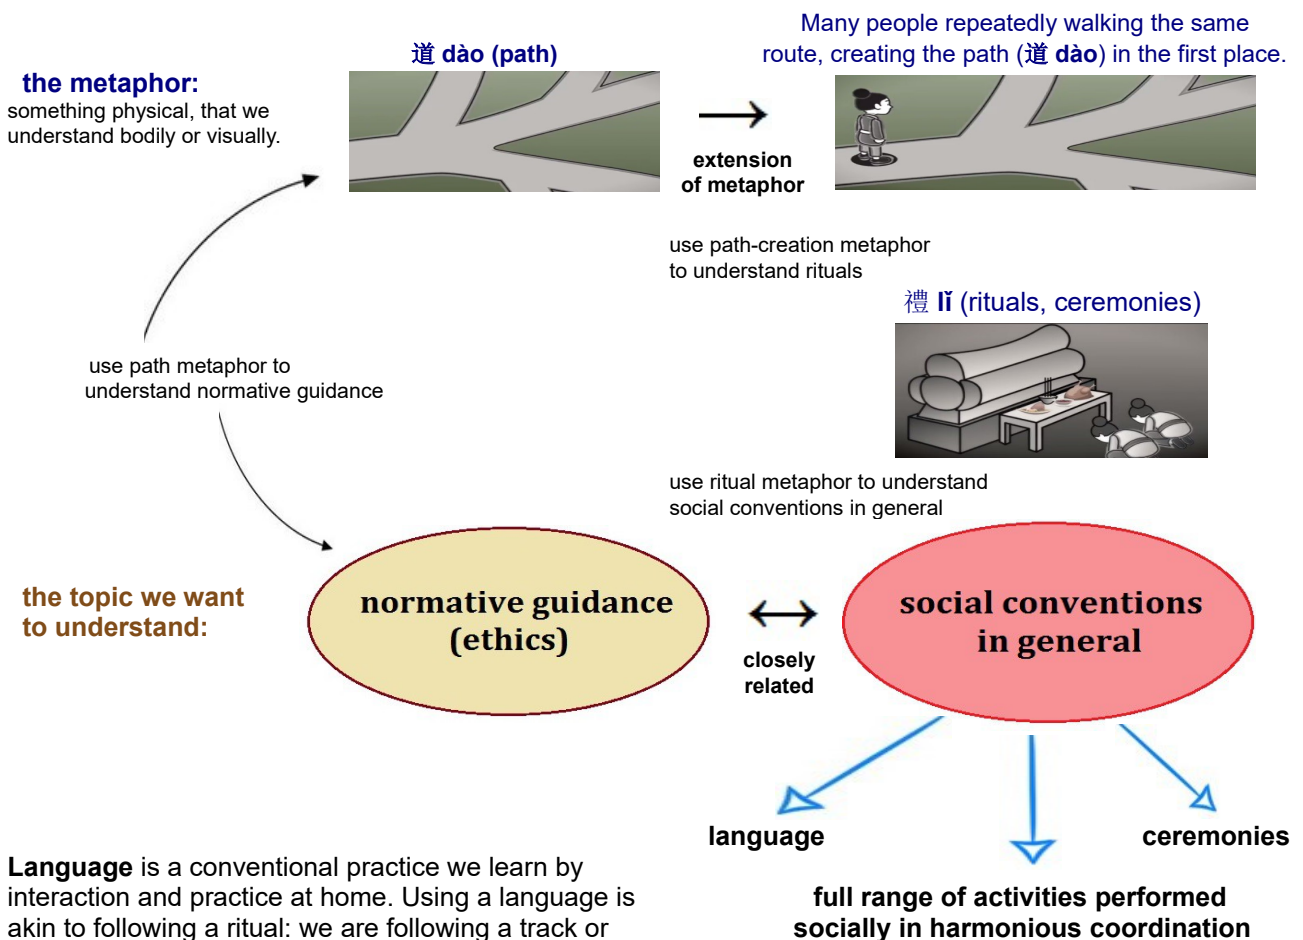 Many people repeatedly walking the same
route, creating the path (道 dào) in the first place.
道 dào (path)
the metaphor:
something physical, that we
understand bodily or visually.
extension
of metaphor
use path-creation metaphor
to understand rituals
禮 lǐ (rituals, ceremonies)
use path metaphor to
understand normative guidance
use ritual metaphor to understand
social conventions in general
the topic we want
to understand:
normative guidance
(ethics)
closely
related
social conventions
in general
language
ceremonies
full range of activities performed
socially in harmonious coordination
Language is a conventional practice we learn by
interaction and practice at home. Using a language is
akin to following a ritual: we are following a track or